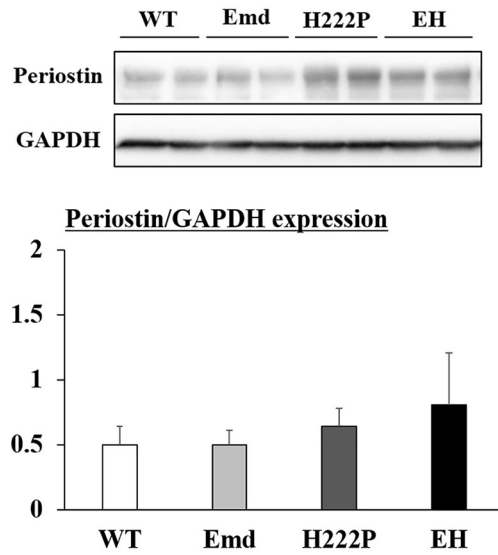 WT Emd H222P EH
Periostin
GAPDH
Periostin/GAPDH expression
2
1.5
1
0.5
0
WT Emd H222P EH